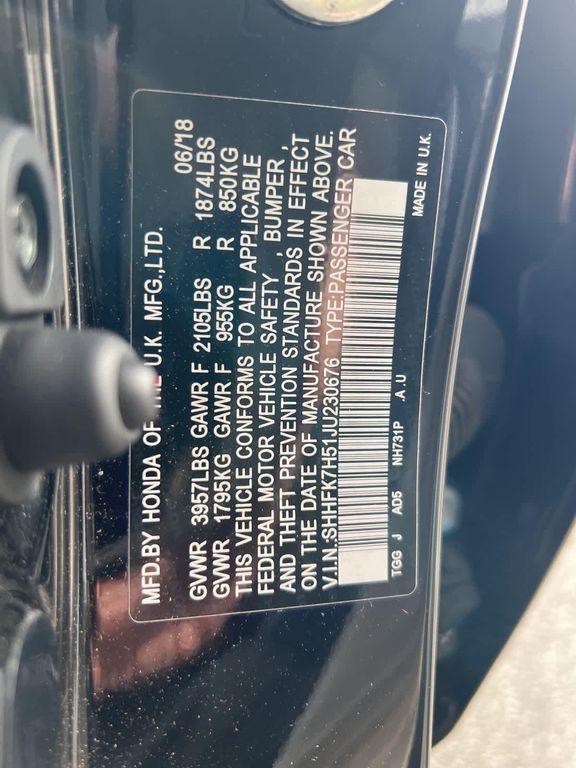 MFD.BY HONDA OF THE U.K. MFG.,LTD.
06/18
GVWR 3957LBS GAWR F 2105LBS R 1874LBS
GVWR 1795KG GAWR F 955KG R 850KG
THIS VEHICLE CONFORMS TO ALL APPLICABLE
FEDERAL MOTOR VEHICLE SAFETY, BUMPER,
AND THEFT PREVENTION STANDARDS IN EFFECT
ON THE DATE OF MANUFACTURE SHOWN ABOVE.
V.I.N.:SHHFK7H51JU230676 TYPE:PASSENGER CAR
TGG J AD5 NH731P .A.U MADE IN U.K.